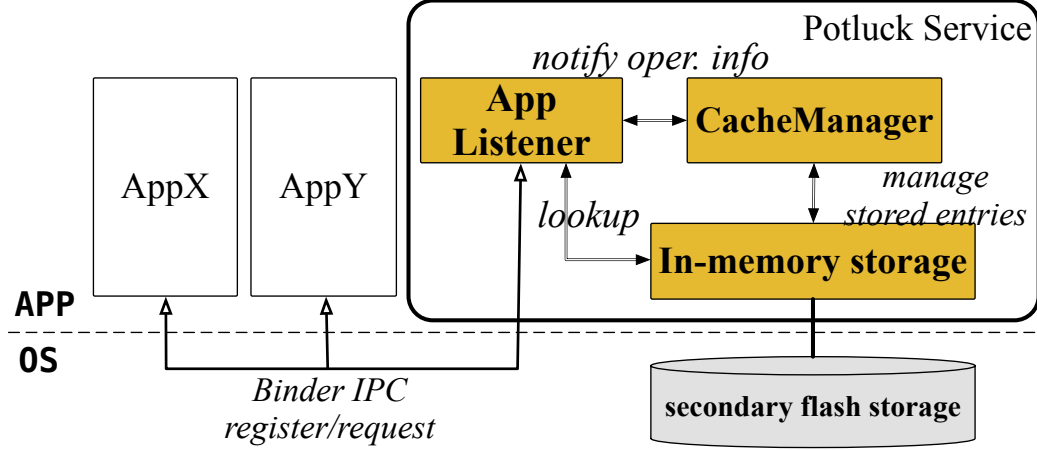 Potluck Service
notify oper. info
App
Listener
CacheManager
AppX
AppY
manage
stored entries
lookup
In-memory storage
APP
OS
Binder IPC
register/request
secondary flash storage